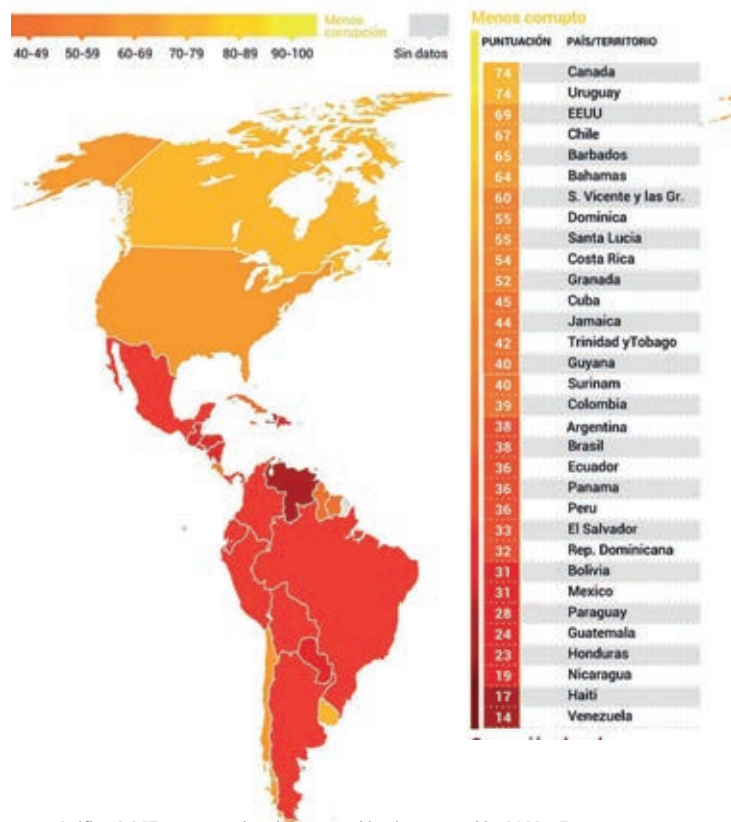 Menos
corrupción
40-49 50-59 60-69 70-79 80-89 90-100 Sin datos
Menos corrupto
PUNTUACIÓN PAÍS/TERRITORIO
74 Canada
74 Uruguay
69 EEUU
67 Chile
65 Barbados
64 Bahamas
60 S. Vicente y las Gr.
55 Dominica
55 Santa Lucia
54 Costa Rica
52 Granada
45 Cuba
44 Jamaica
42 Trinidad yTobago
40 Guyana
40 Surinam
39 Colombia
38 Argentina
38 Brasil
36 Ecuador
36 Panama
36 Peru
33 El Salvador
32 Rep. Dominicana
31 Bolivia
31 Mexico
28 Paraguay
24 Guatemala
23 Honduras
19 Nicaragua
17 Haiti
14 Venezuela